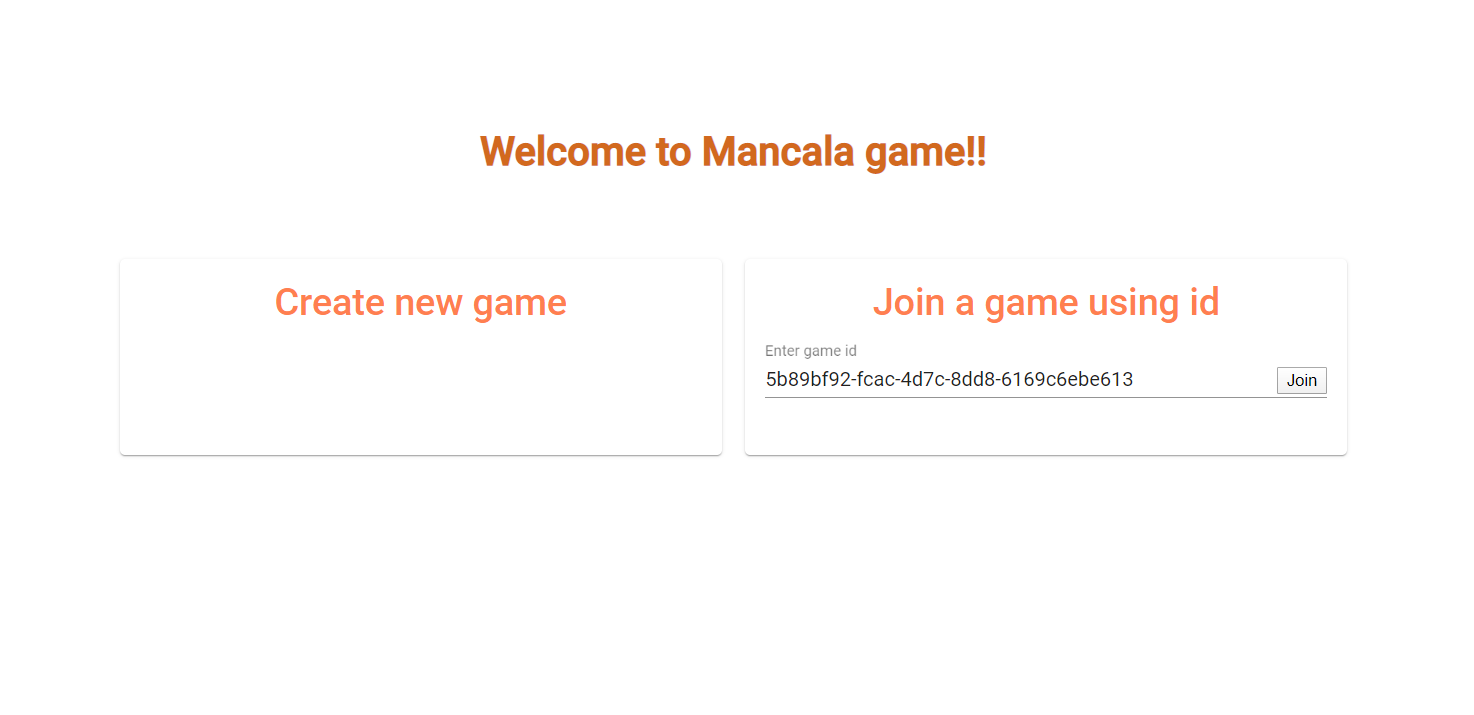 Welcome to Mancala game!!
Create new game
Join a game using id
Enter game id
5b89bf92-fcac-4d7c-8dd8-6169c6ebe613
Join